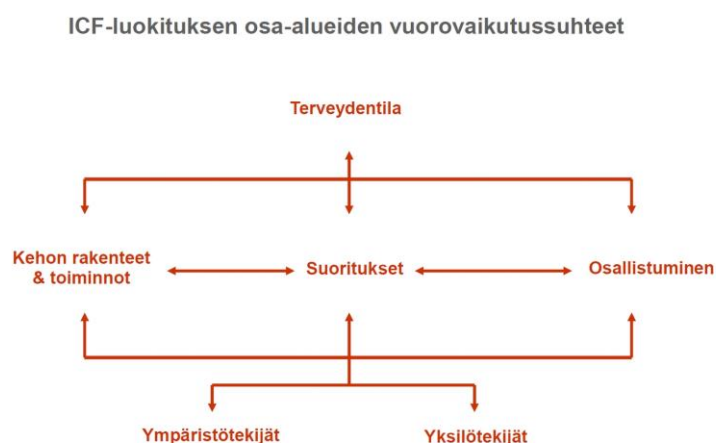 ICF-luokituksen osa-alueiden vuorovaikutussuhteet
Terveydentila
Kehon rakenteet
& toiminnot
Suoritukset
Osallistuminen
Ympäristötekijät
Yksilötekijät